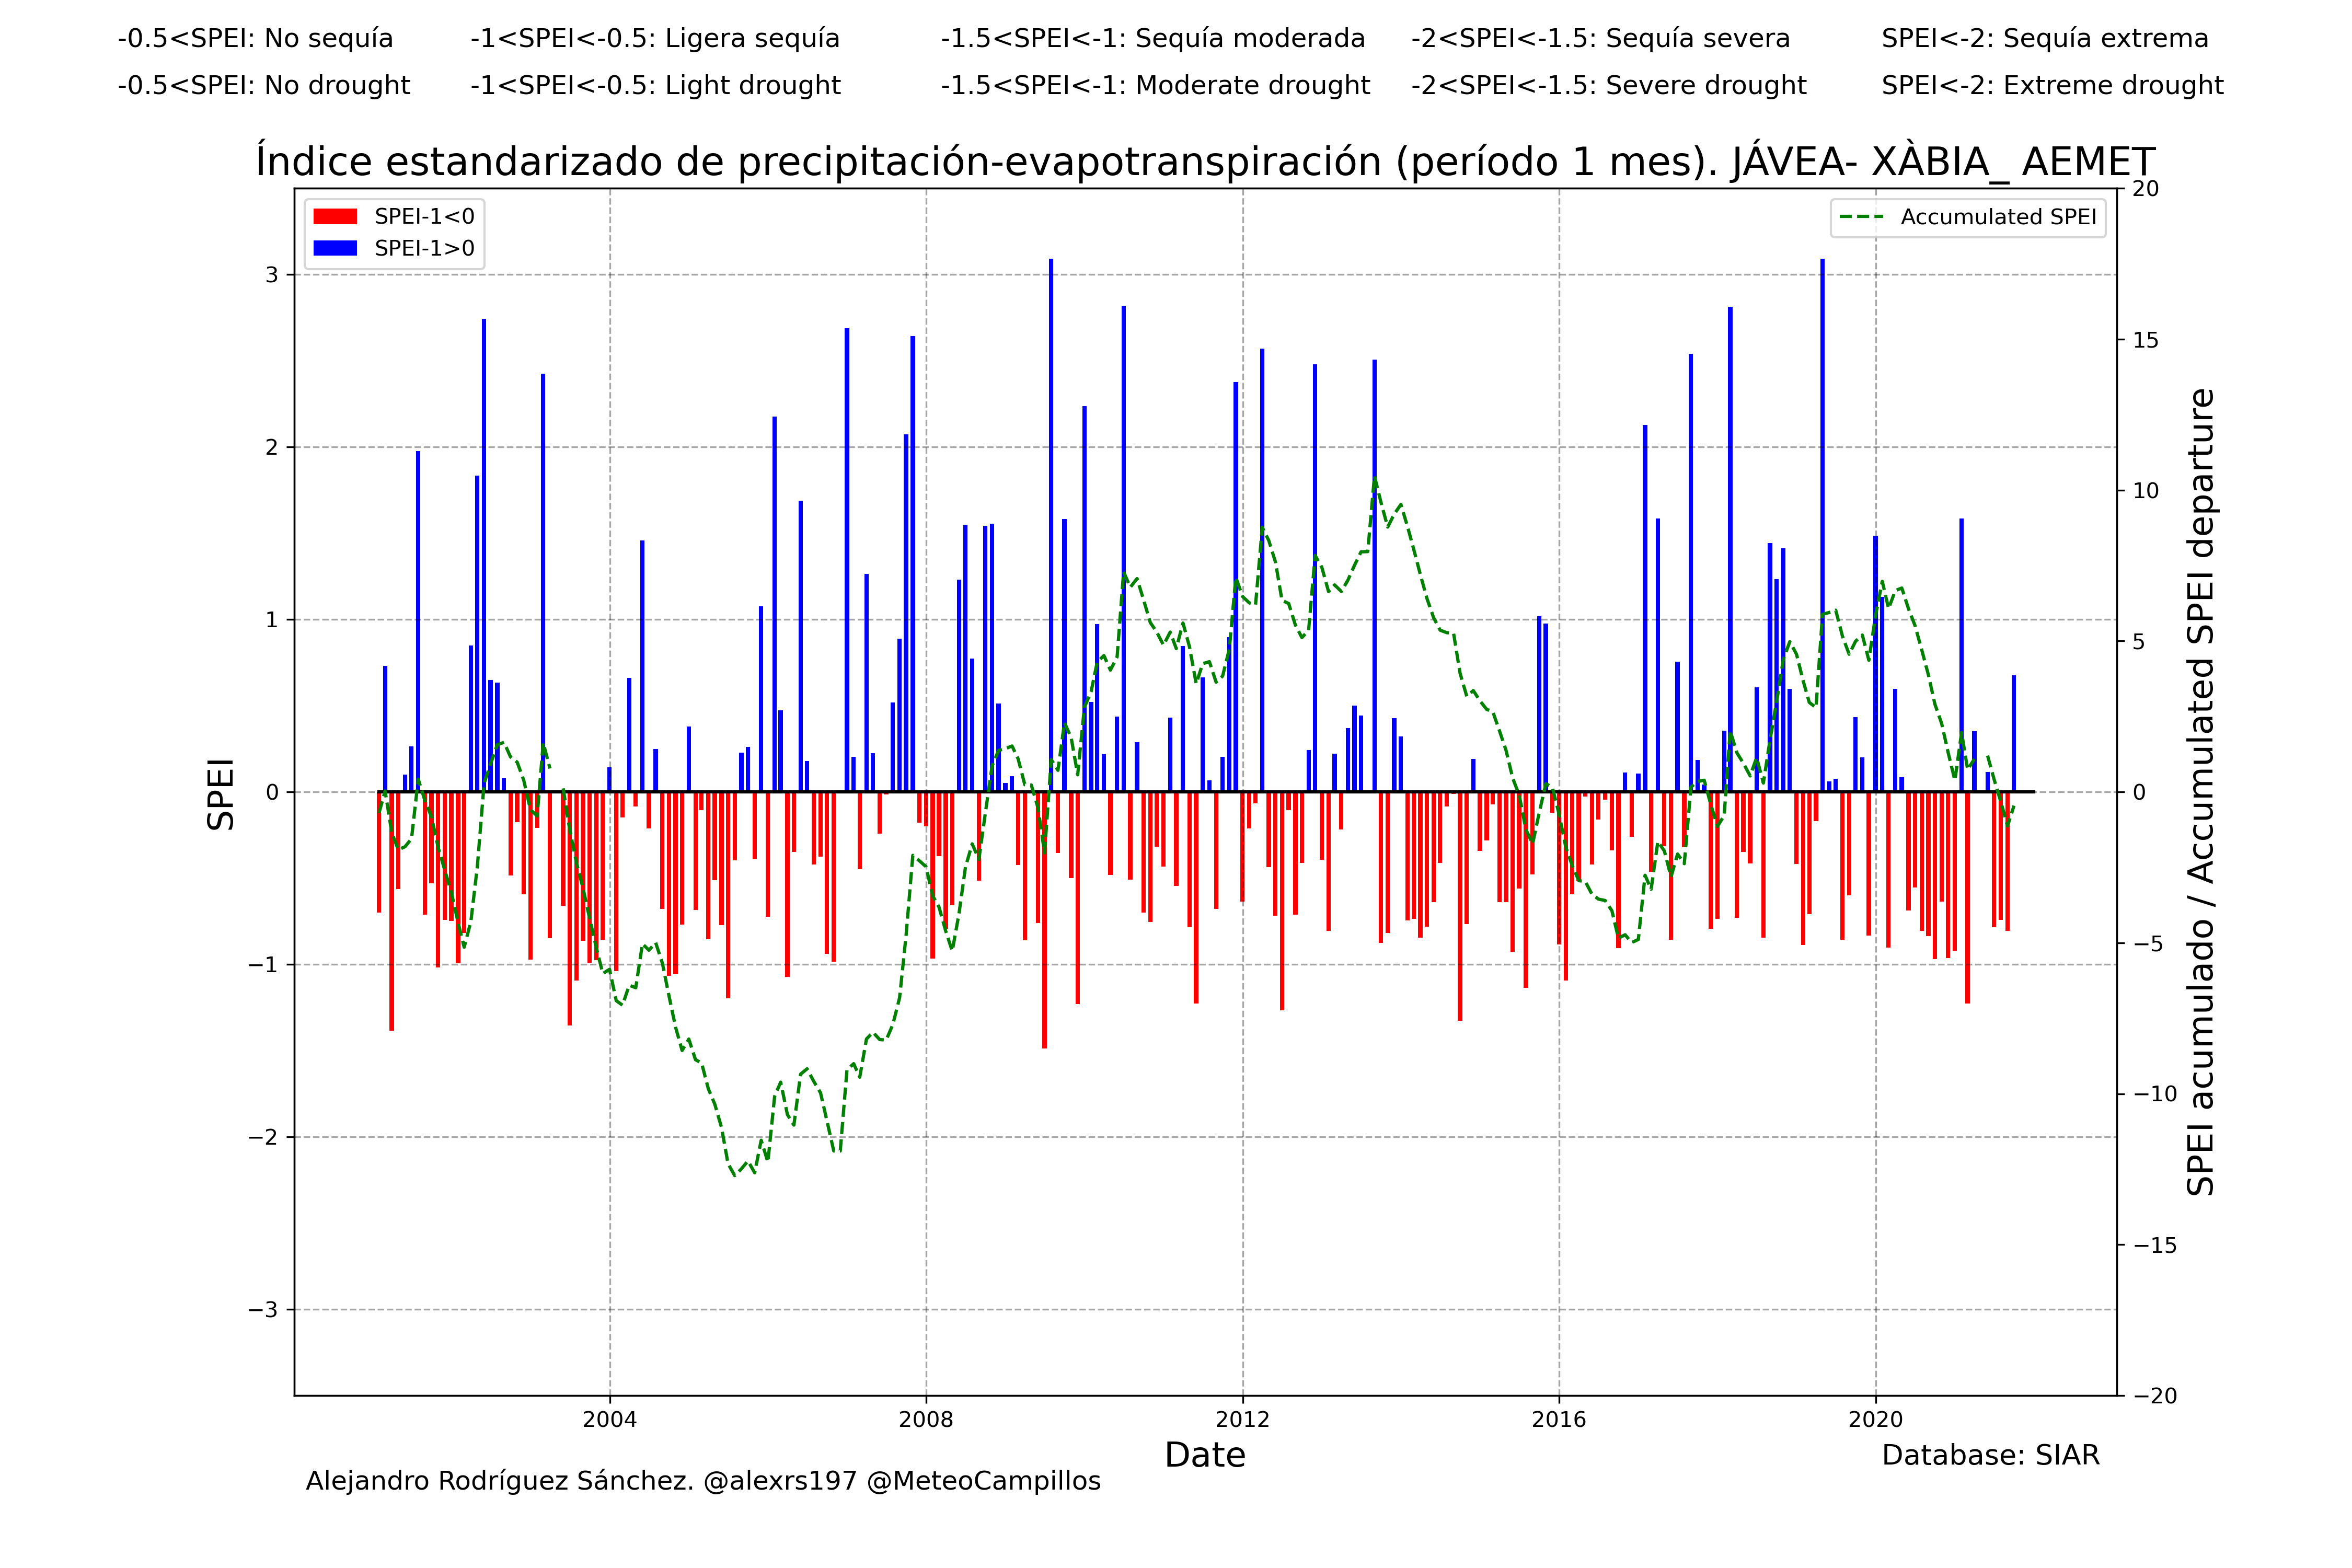 -0.5<SPEI: No sequía -1<SPEI<-0.5: Ligera sequía -1.5<SPEI<-1: Sequía moderada -2<SPEI<-1.5: Sequía severa SPEI<-2: Sequía extrema
-0.5<SPEI: No drought -1<SPEI<-0.5: Light drought -1.5<SPEI<-1: Moderate drought -2<SPEI<-1.5: Severe drought SPEI<-2: Extreme drought
Índice estandarizado de precipitación-evapotranspiración (período 1 mes). JÁVEA- XÀBIA_ AEMET
SPEI-1<0
SPEI-1>0
Accumulated SPEI
SPEI
3
2
1
0
−1
−2
−3
20
15
10
5
0
−5
−10
−15
−20
SPEI acumulado / Accumulated SPEI departure
2004 2008 2012 2016 2020
Date
Database: SIAR
Alejandro Rodríguez Sánchez. @alexrs197 @MeteoCampillos